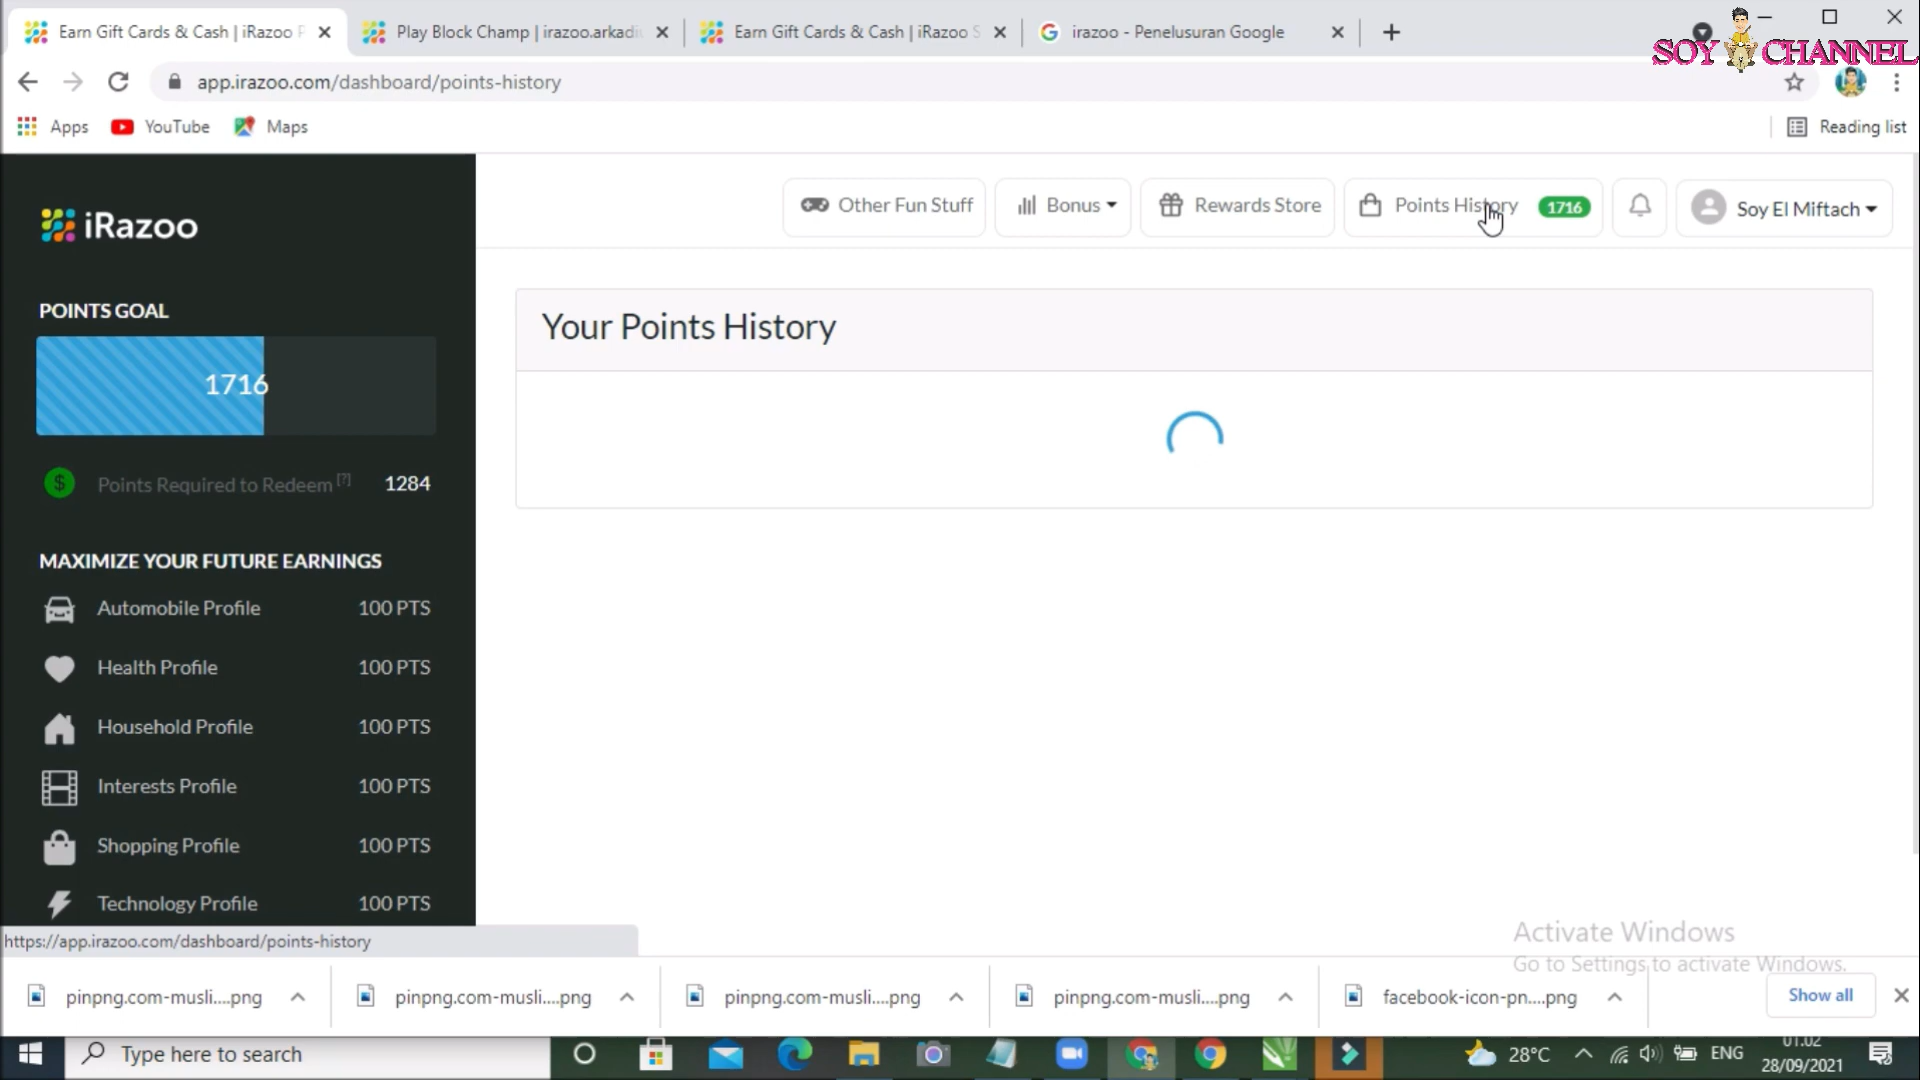 Earn Gift Cards & Cash | iRazoo P
Play Block Champ | irazoo.arkadiu
Earn Gift Cards & Cash | iRazoo S
irazoo - Penelusuran Google
SOY CHANNEL
app.irazoo.com/dashboard/points-history
Apps
YouTube
Maps
Reading list
iRazoo
Other Fun Stuff
Bonus
Rewards Store
Points History
1716
Soy El Miftach
POINTS GOAL
1716
Points Required to Redeem [?]
1284
Your Points History
MAXIMIZE YOUR FUTURE EARNINGS
Automobile Profile 100 PTS
Health Profile 100 PTS
Household Profile 100 PTS
Interests Profile 100 PTS
Shopping Profile 100 PTS
Technology Profile 100 PTS
https://app.irazoo.com/dashboard/points-history
Activate Windows
Go to Settings to activate Windows.
pinpng.com-musli....png
pinpng.com-musli....png
pinpng.com-musli....png
pinpng.com-musli....png
facebook-icon-pn....png
Show all
Type here to search
28°C
ENG
01.02
28/09/2021